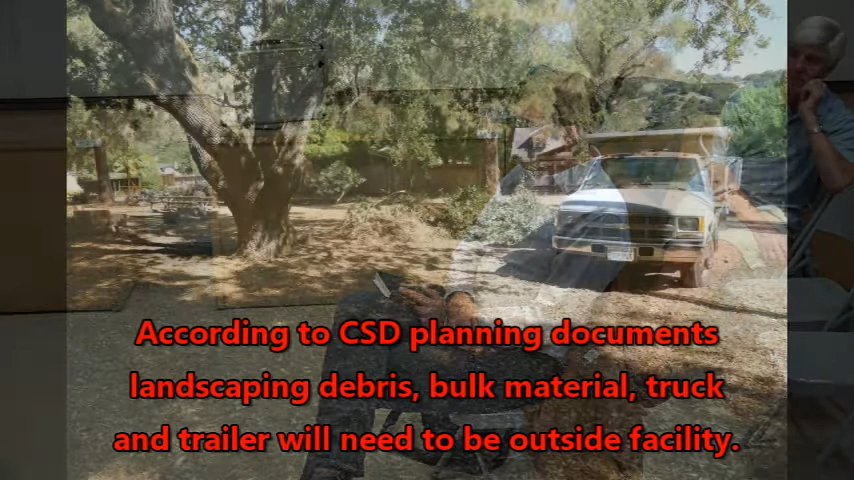 According to CSD planning documents
landscaping debris, bulk material, truck
and trailer will need to be outside facility.